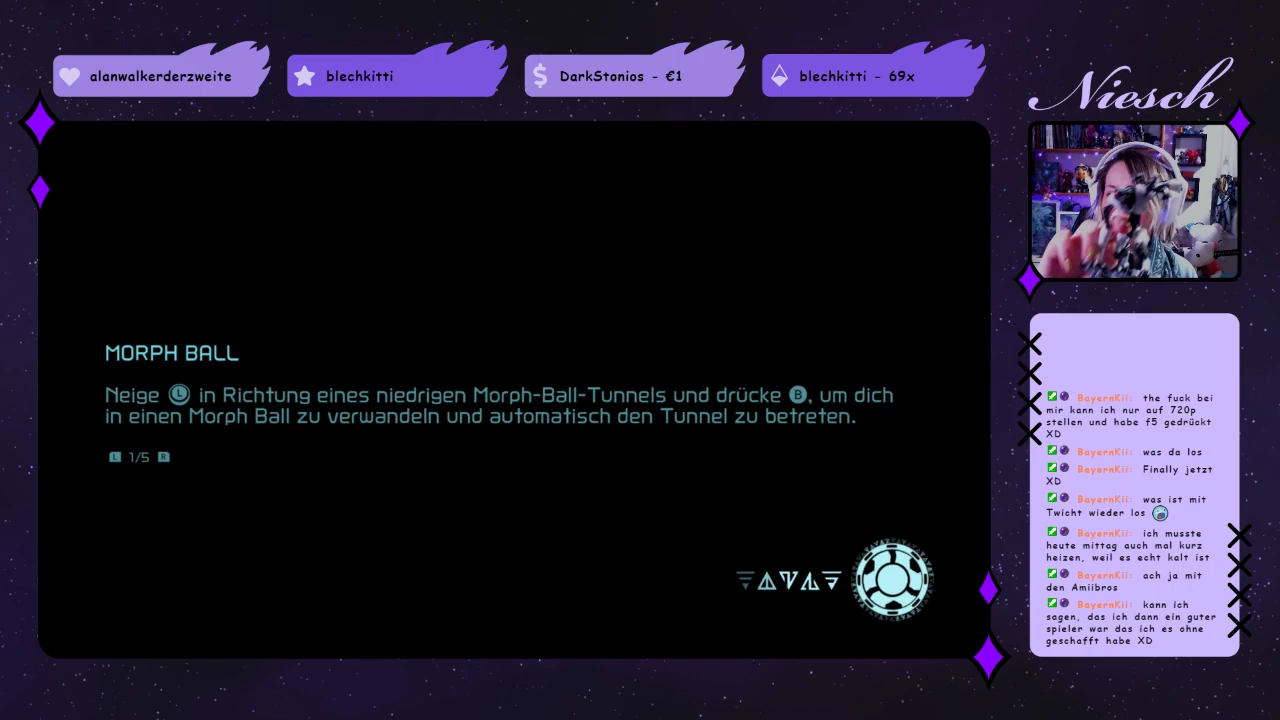 alanwalkerderzweite
blechkitti
DarkStonios - €1
blechkitti - 69x
Niesch
MORPH BALL
Neige L in Richtung eines niedrigen Morph-Ball-Tunnels und drücke B, um dich
in einen Morph Ball zu verwandeln und automatisch den Tunnel zu betreten.
L 1/5 R
BayernKii: the fuck bei
mir kann ich nur auf 720p
stellen und habe f5 gedrückt
XD
BayernKii: was da los
BayernKii: Finally jetzt
XD
BayernKii: was ist mit
Twicht wieder los
BayernKii: ich musste
heute mittag auch mal kurz
heizen, weil es echt kalt ist
BayernKii: ach ja mit
den Amiibros
BayernKii: kann ich
sagen, das ich dann ein guter
spieler war das ich es ohne
geschafft habe XD